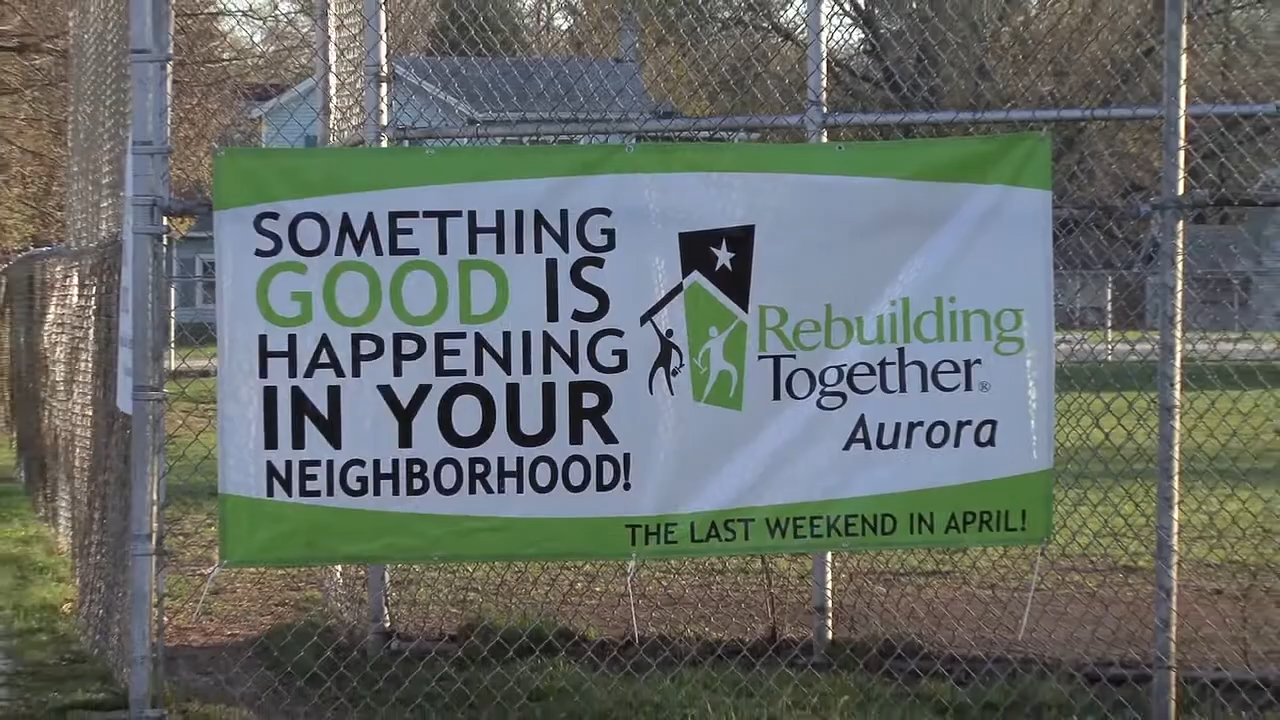 SOMETHING
GOOD IS
HAPPENING
IN YOUR
NEIGHBORHOOD!
Rebuilding
Together®
Aurora
THE LAST WEEKEND IN APRIL!